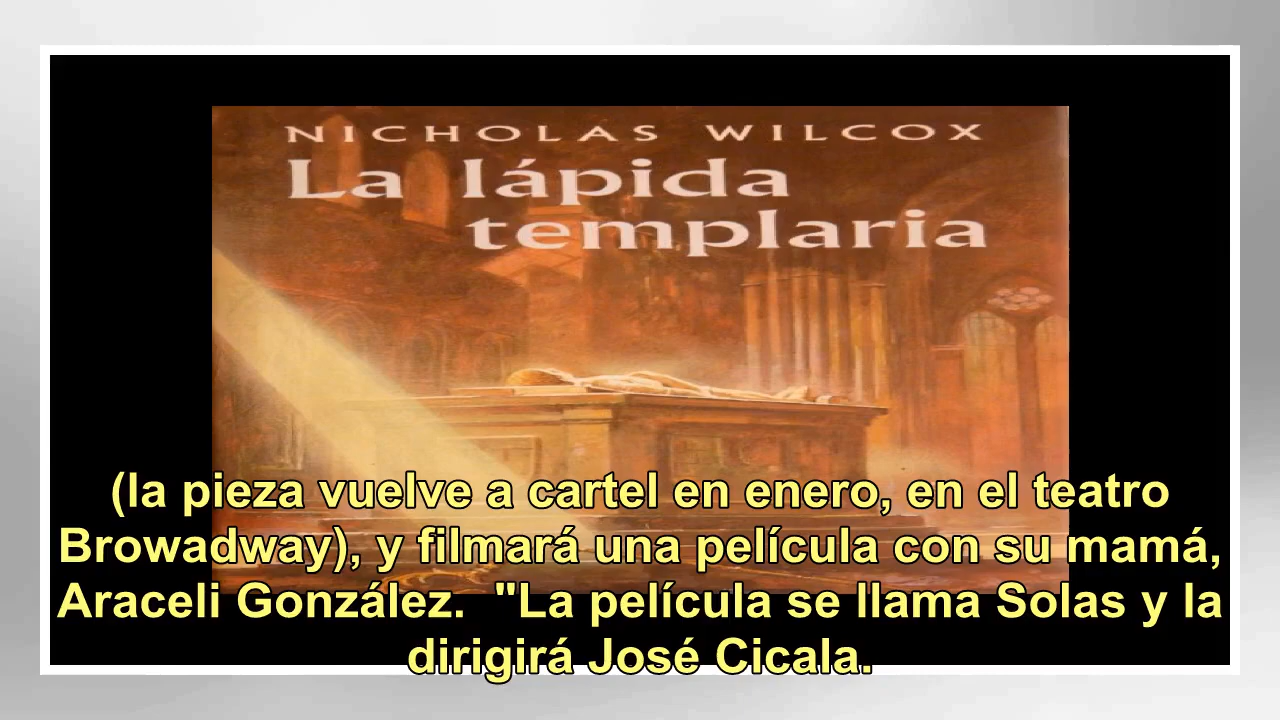 NICHOLAS WILCOX
La lápida
templaria
(la pieza vuelve a cartel en enero, en el teatro
Browadway), y filmará una película con su mamá,
Araceli González.  "La película se llama Solas y la
dirigirá José Cicala.